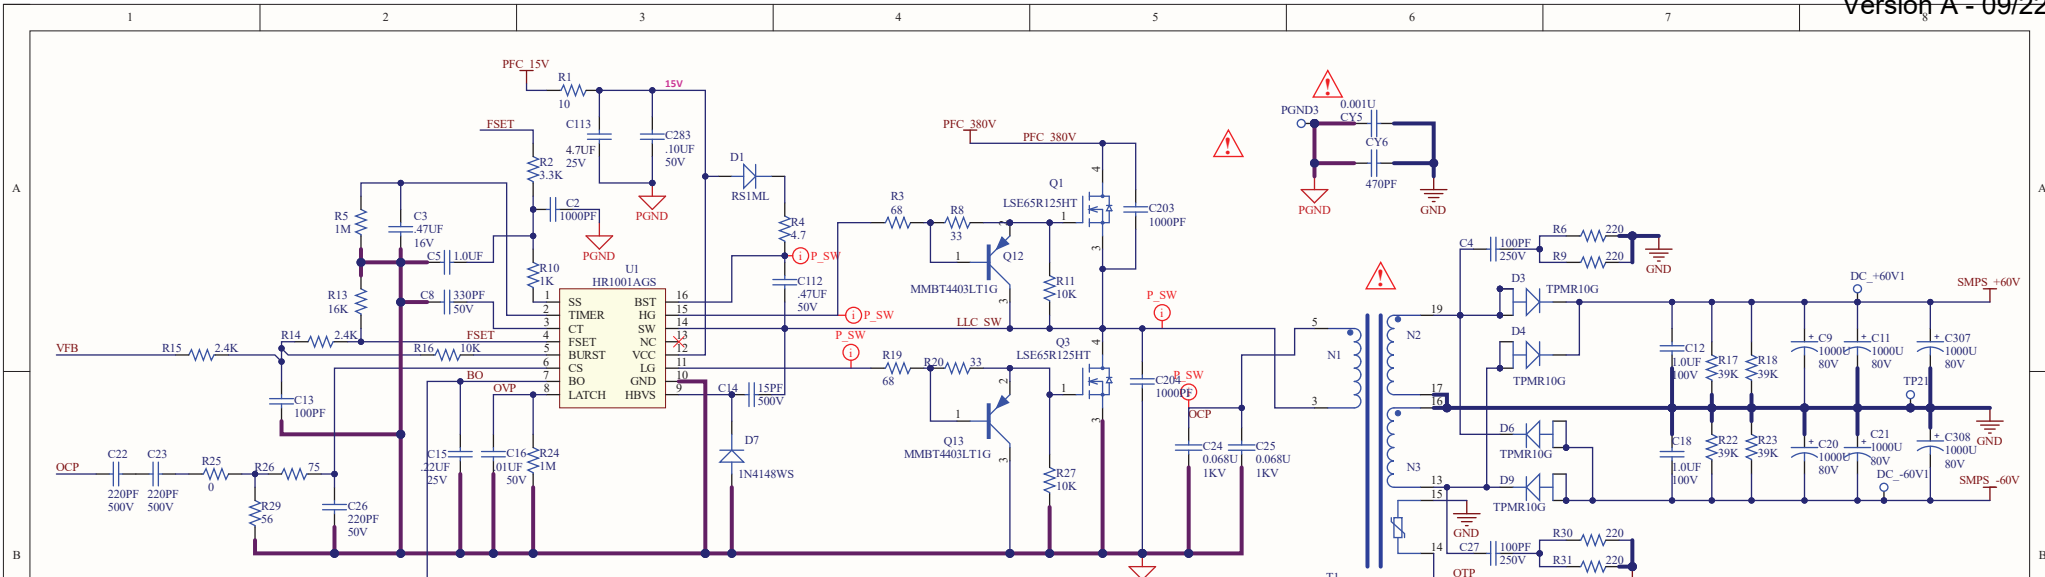 Version A - 09/22
1 2 3 4 5 6 7 8
A
B
A
B
PFC_15V
R1
10
15V
C113
4.7UF
25V
C283
.10UF
50V
PGND
FSET
R2
3.3K
C2
1000PF
PGND
R5
1M
C3
.47UF
16V
C5 1.0UF
R10
1K
R13
16K
C8 330PF
50V
R14 2.4K
FSET
VFB
R15 2.4K
R16 10K
BO
OVP
C13
100PF
U1
HR1001AGS
1 SS BST 16
2 TIMER HG 15
3 CT SW 14
4 FSET NC 13
5 BURST VCC 12
6 CS LG 11
7 BO GND 10
8 LATCH HBVS 9
OCP
C22
220PF
500V
C23
220PF
500V
R25
0
R26 75
R29
56
C26
220PF
50V
C15
.22UF
25V
C16
.01UF
50V
R24
1M
D1
RS1ML
R4
4.7
P_SW
C112
.47UF
50V
P_SW
P_SW
C14 15PF
500V
D7
1N4148WS
PFC_380V
PFC_380V
R3
68
R8
33
Q12
MMBT4403LT1G
1
2
3
Q1
LSE65R125HT
1
4
3
R11
10K
C203
1000PF
LLC_SW
P_SW
R19
68
R20 33
Q13
MMBT4403LT1G
1
2
3
Q3
LSE65R125HT
1
4
3
R27
10K
C204
1000PF
P_SW
OCP
C24
0.068U
1KV
C25
0.068U
1KV
PGND3
0.001U
CY5
CY6
470PF
PGND
GND
5
3
N1
N2
N3
19
17
16
13
15
14
T1
GND
OTP
C4 100PF
250V
R6 220
R9 220
GND
D3
TPMR10G
D4
TPMR10G
D6
TPMR10G
D9
TPMR10G
C27 100PF
250V
R30 220
R31 220
C12
1.0UF
100V
R17
39K
R18
39K
C9
1000U
80V
C11
1000U
80V
C307
1000U
80V
DC_+60V1
SMPS_+60V
TP21
GND
C18
1.0UF
100V
R22
39K
R23
39K
C20
1000U
80V
C21
1000U
80V
C308
1000U
80V
DC_-60V1
SMPS_-60V